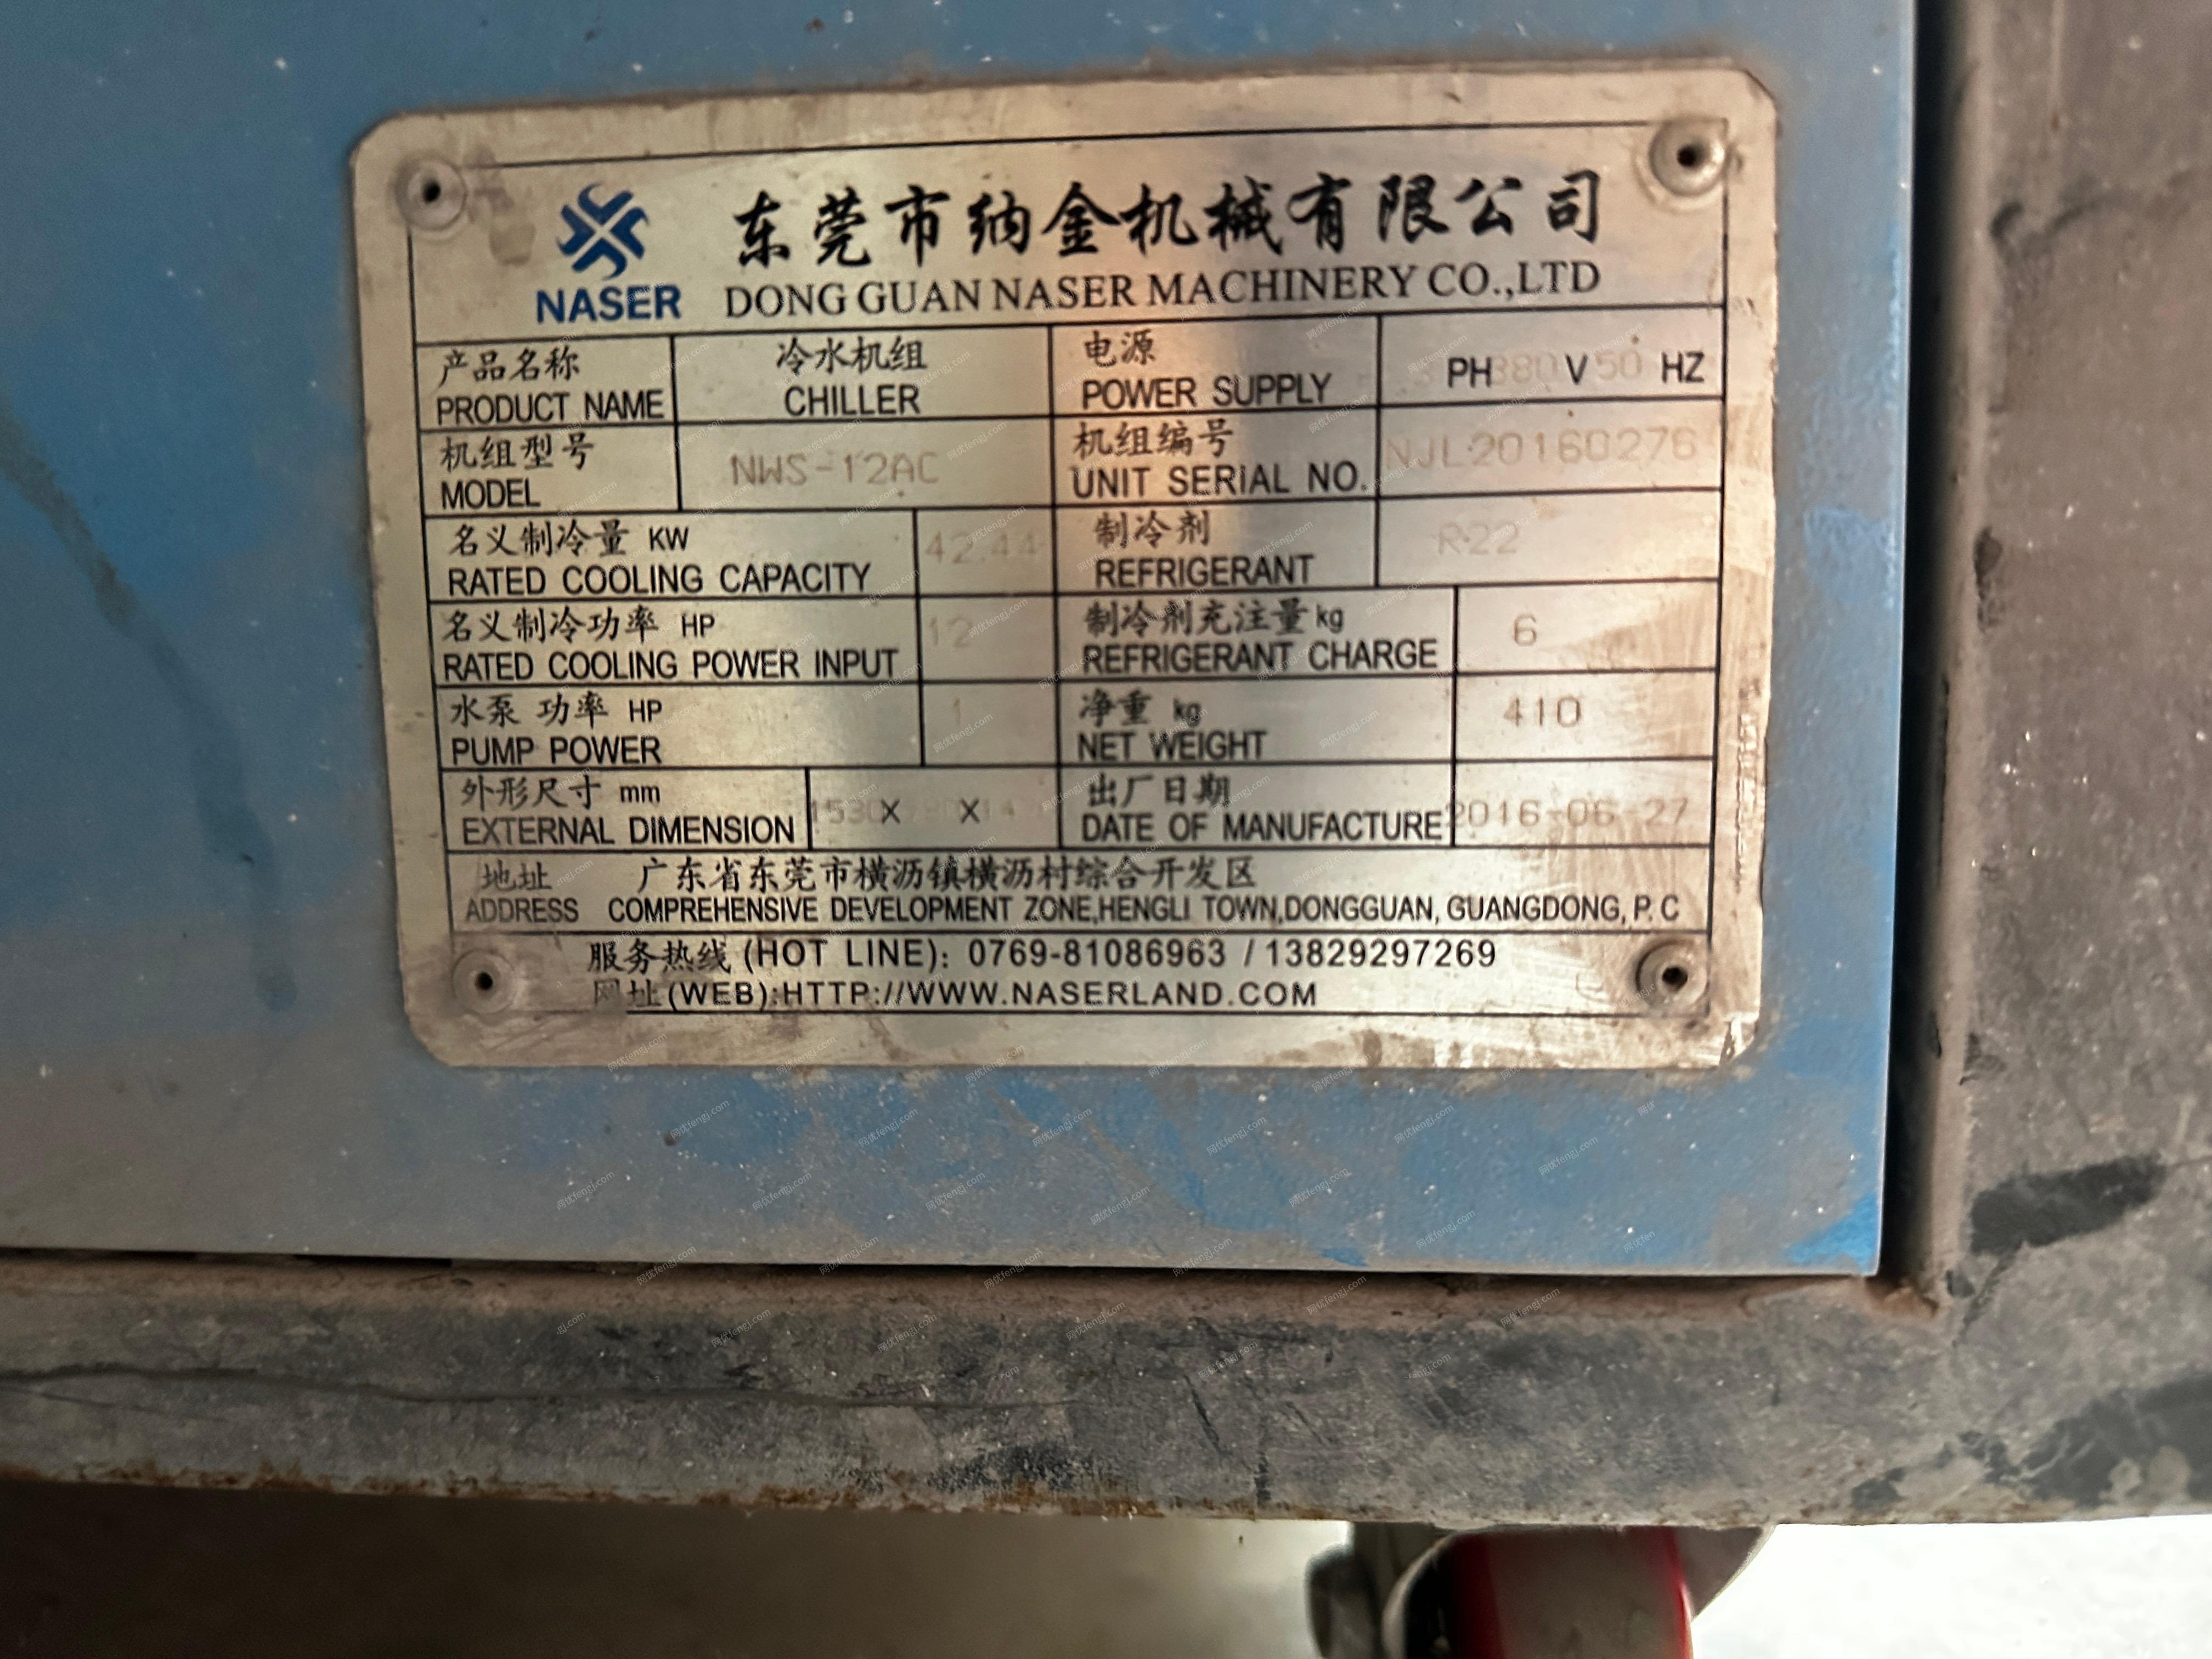 东莞市纳金机械有限公司
NASER DONG GUAN NASER MACHINERY CO.,LTD
产品名称 冷水机组 电源
PRODUCT NAME CHILLER POWER SUPPLY PH 380 V 50 HZ
机组型号 NWS-12AC 机组编号 NJL20160276
MODEL UNIT SERIAL NO.
名义制冷量 KW 42.44 制冷剂 R22
RATED COOLING CAPACITY REFRIGERANT
名义制冷功率 HP 12 制冷剂充注量 kg 6
RATED COOLING POWER INPUT REFRIGERANT CHARGE
水泵 功率 HP 1 净重 kg 410
PUMP POWER NET WEIGHT
外形尺寸 mm X X 出厂日期 2016-06-27
EXTERNAL DIMENSION DATE OF MANUFACTURE
地址 广东省东莞市横沥镇横沥村综合开发区
ADDRESS COMPREHENSIVE DEVELOPMENT ZONE,HENGLI TOWN,DONGGUAN, GUANGDONG, P. C
服务热线 (HOT LINE): 0769-81086963 / 13829297269
网址 (WEB):HTTP://WWW.NASERLAND.COM